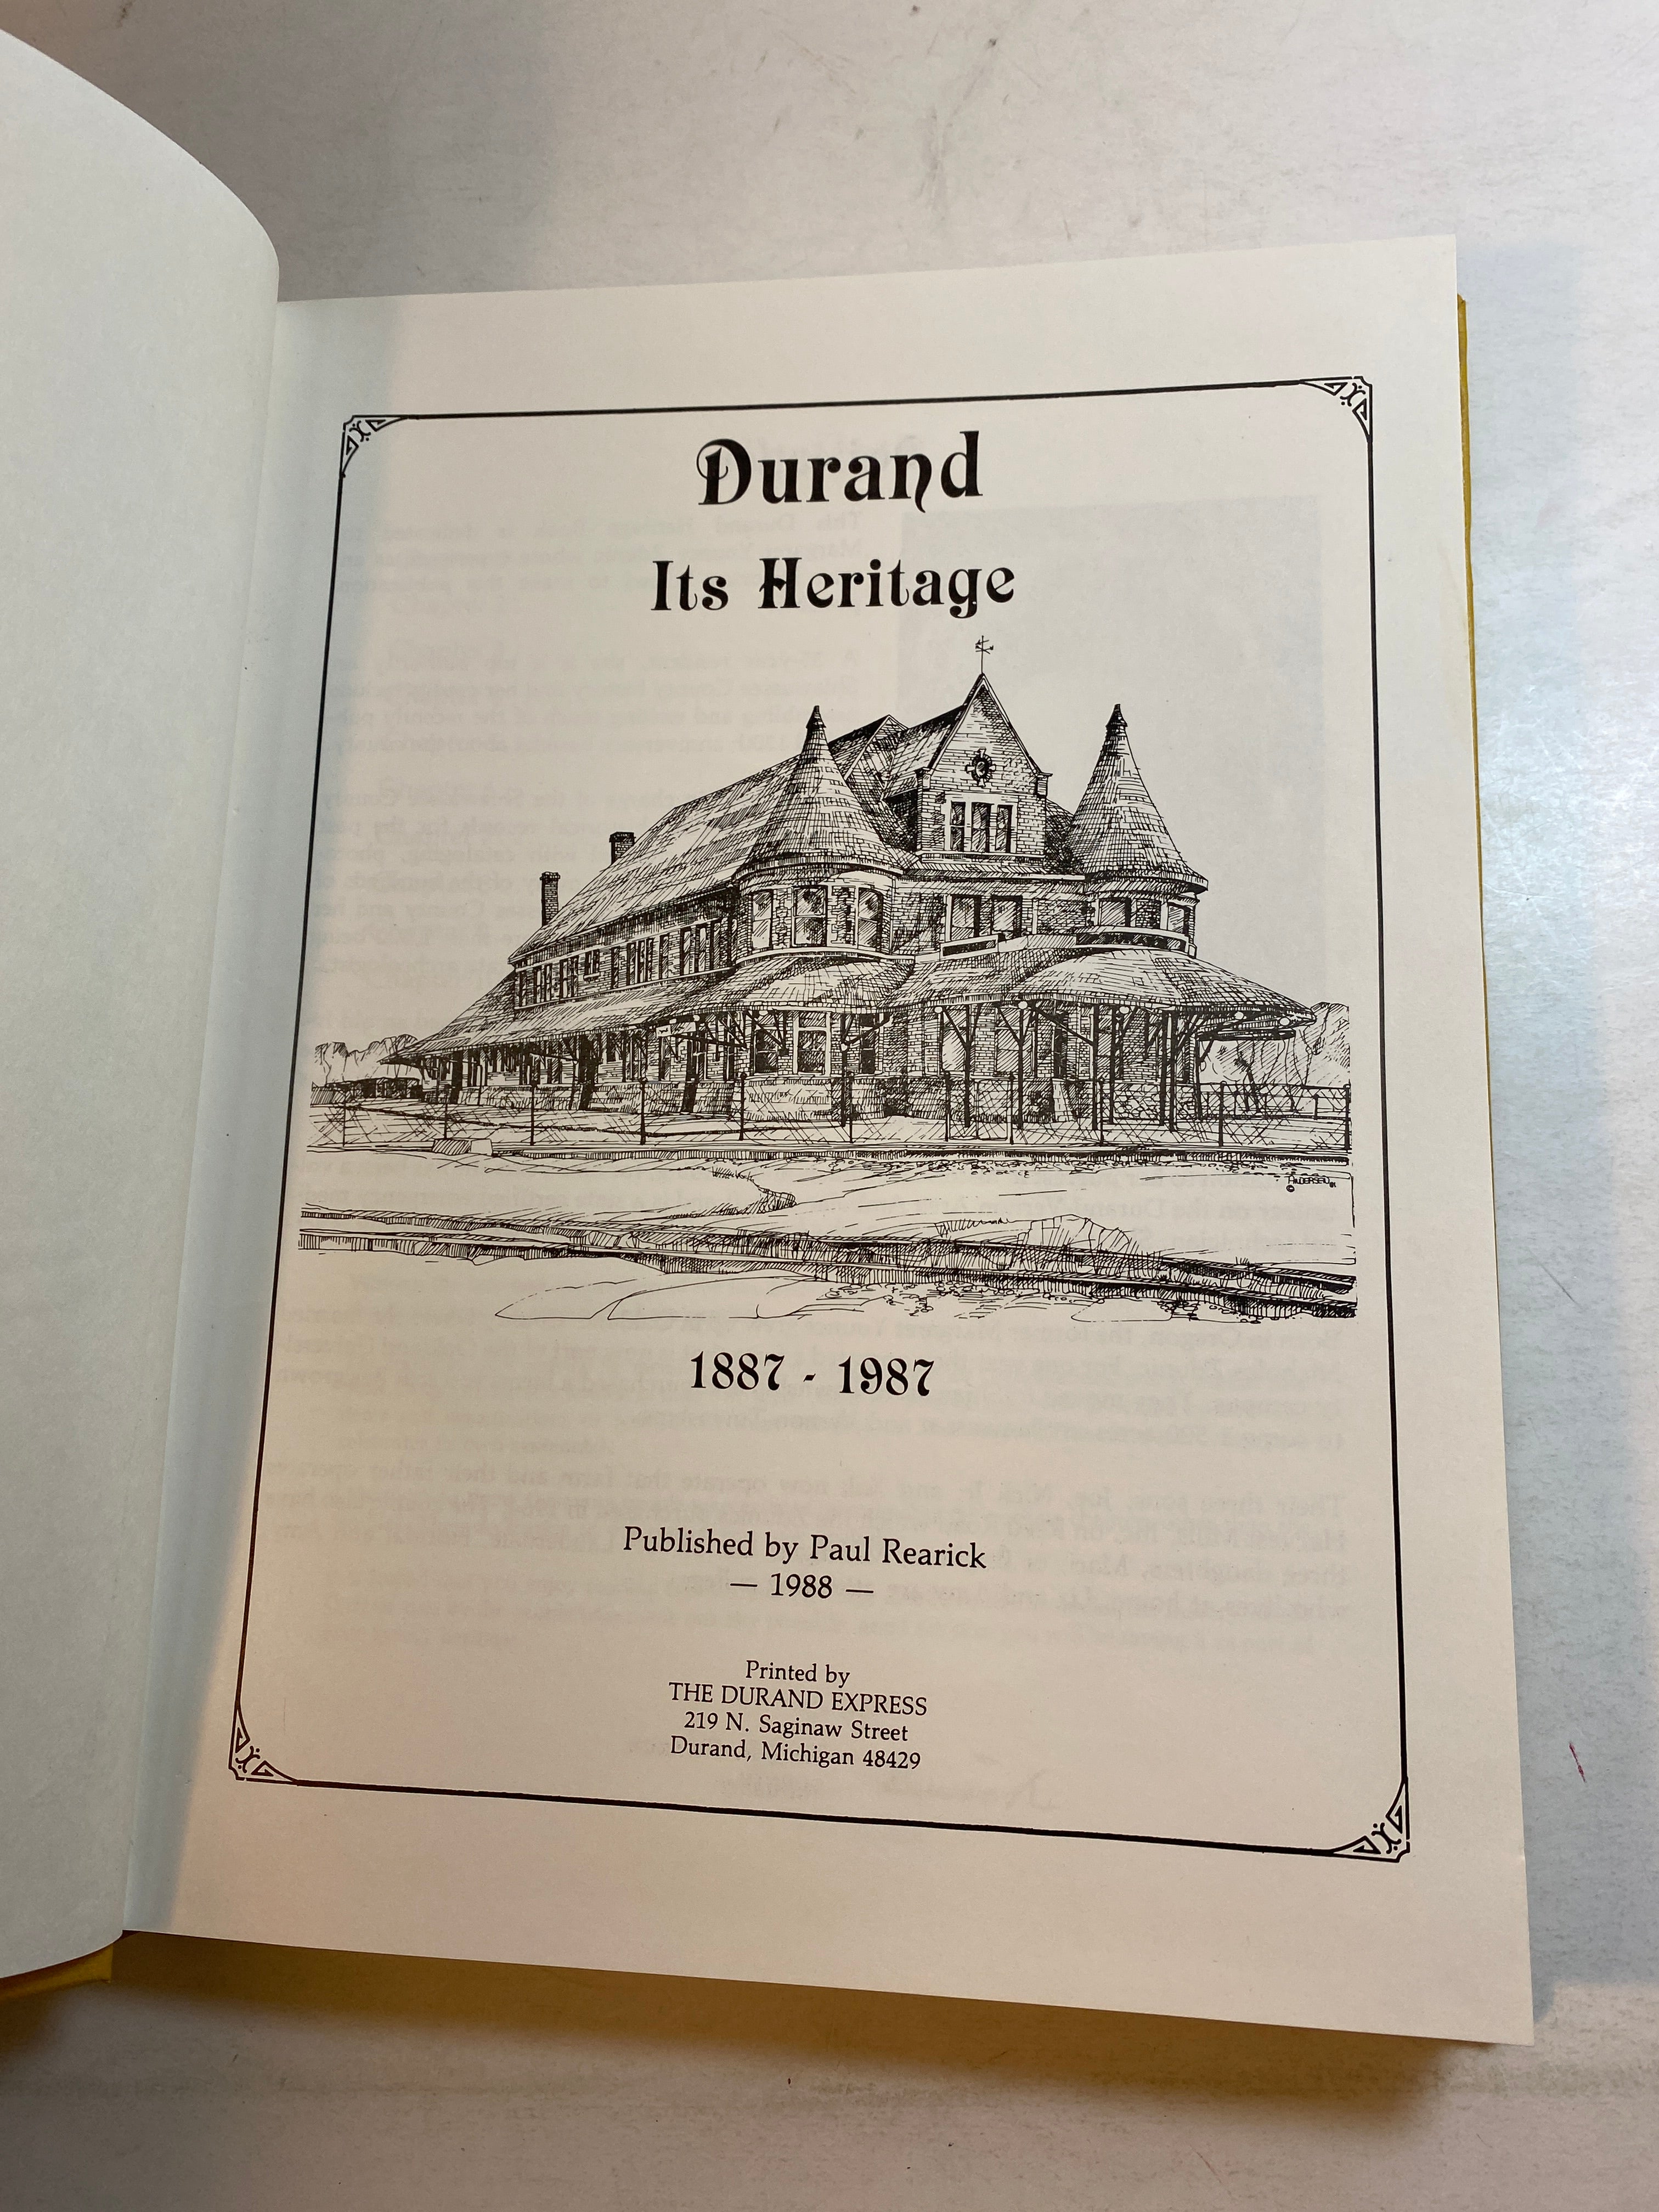 Durand
Its Heritage
ANDERSEN
©
1887 - 1987
Published by Paul Rearick
— 1988 —
Printed by
THE DURAND EXPRESS
219 N. Saginaw Street
Durand, Michigan 48429